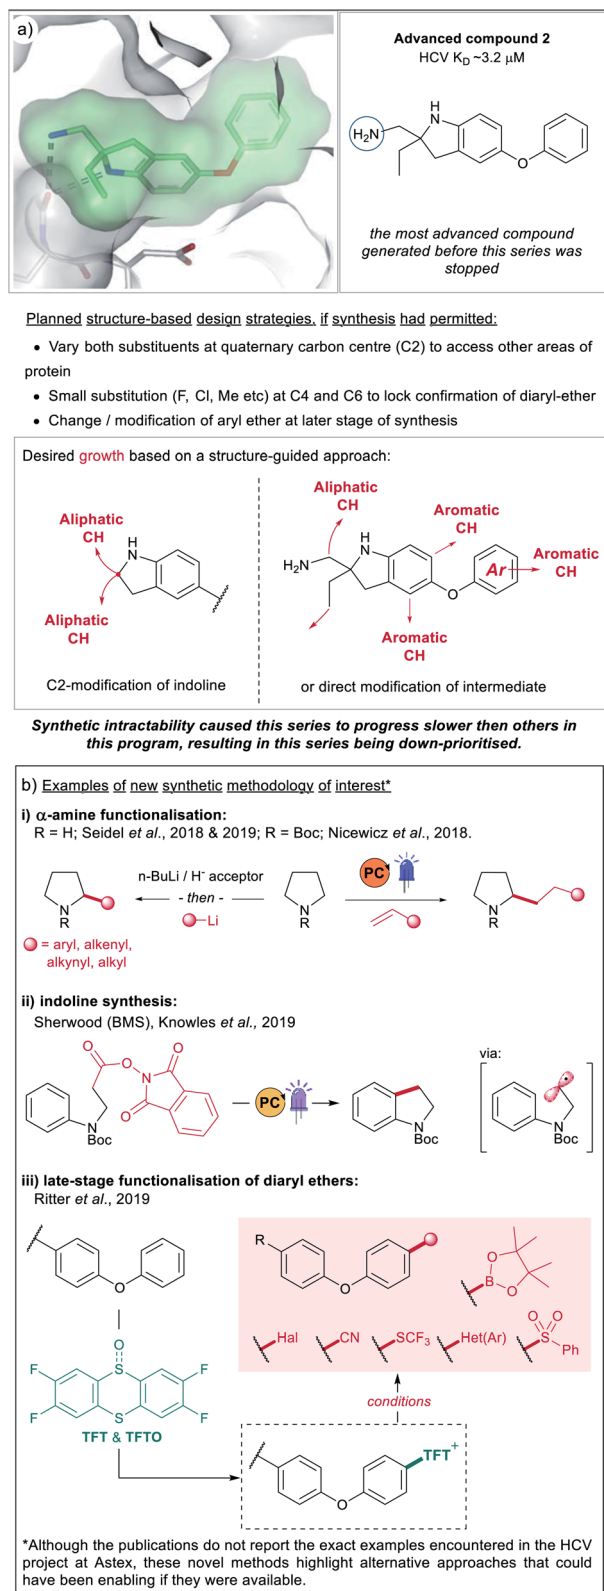 a)
Advanced compound 2
HCV KD ~3.2 μM
H2N
H
N
O
the most advanced compound
generated before this series was
stopped
Planned structure-based design strategies, if synthesis had permitted:
• Vary both substituents at quaternary carbon centre (C2) to access other areas of
protein
• Small substitution (F, Cl, Me etc) at C4 and C6 to lock confirmation of diaryl-ether
• Change / modification of aryl ether at later stage of synthesis
Desired growth based on a structure-guided approach:
Aliphatic
CH
H
N
Aliphatic
CH
C2-modification of indoline
Aliphatic
CH
H
N
H2N
Aromatic
CH
Ar
Aromatic
CH
O
Aromatic
CH
or direct modification of intermediate
Synthetic intractability caused this series to progress slower then others in
this program, resulting in this series being down-prioritised.
b) Examples of new synthetic methodology of interest*
i) α-amine functionalisation:
R = H; Seidel et al., 2018 & 2019; R = Boc; Nicewicz et al., 2018.
N
R
n-BuLi / H- acceptor
- then -
Li
N
R
PC
N
R
= aryl, alkenyl,
alkynyl, alkyl
ii) indoline synthesis:
Sherwood (BMS), Knowles et al., 2019
O
O
O
N
O
N
Boc
PC
N
Boc
via:
N
Boc
iii) late-stage functionalisation of diaryl ethers:
Ritter et al., 2019
O
R
O
O
B
O
Hal
CN
SCF3
Het(Ar)
O
O
S
Ph
O
S
F
F
F
F
S
TFT & TFTO
conditions
TFT+
O
*Although the publications do not report the exact examples encountered in the HCV
project at Astex, these novel methods highlight alternative approaches that could
have been enabling if they were available.